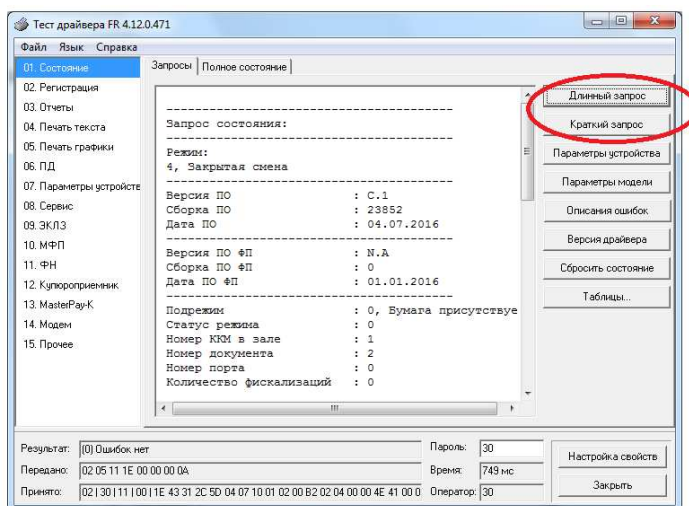 Тест драйвера FR 4.12.0.471
Файл Язык Справка
01. Состояние
02. Регистрация
03. Отчеты
04. Печать текста
05. Печать графики
06. ПД
07. Параметры устройств
08. Сервис
09. ЭКЛЗ
10. МФП
11. ФН
12. Купюроприемник
13. MasterPay-K
14. Модем
15. Прочее
Запросы Полное состояние
Запрос состояния:
Режим:
4, Закрытая смена
Версия ПО : C.1
Сборка ПО : 23852
Дата ПО : 04.07.2016
Версия ПО ФП : N.A
Сборка ПО ФП : 0
Дата ПО ФП : 01.01.2016
Подрежим : 0, Бумага присутствуе
Статус режима : 0
Номер ККМ в зале : 1
Номер документа : 2
Номер порта : 0
Количество фискализаций : 0
Длинный запрос
Краткий запрос
Параметры устройства
Параметры модели
Описания ошибок
Версия драйвера
Сбросить состояние
Таблицы...
Результат: (0) Ошибок нет Пароль: 30
Передано: 02 05 11 1E 00 00 00 0A Время: 749 мс
Принято: 02 | 30 | 11 | 00 | 1E 43 31 2C 5D 04 07 10 01 02 00 B2 02 04 00 00 4E 41 00 0 Оператор: 30
Настройка свойств
Закрыть